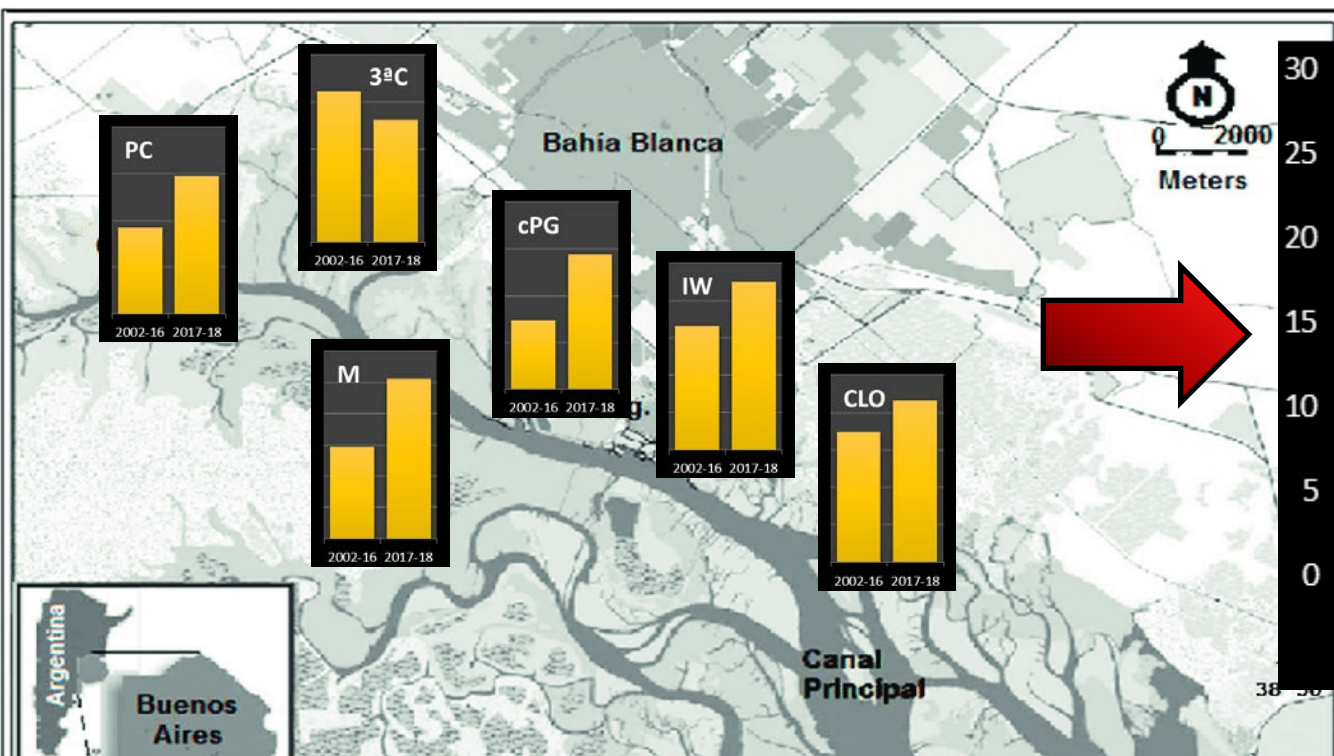 3ªC
2002-16 2017-18
PC
2002-16 2017-18
Bahía Blanca
N
0 2000
Meters
cPG
2002-16 2017-18
g.
IW
2002-16 2017-18
M
2002-16 2017-18
CLO
2002-16 2017-18
30
25
20
15
10
5
0
Canal
Principal
Argentina
Buenos
Aires